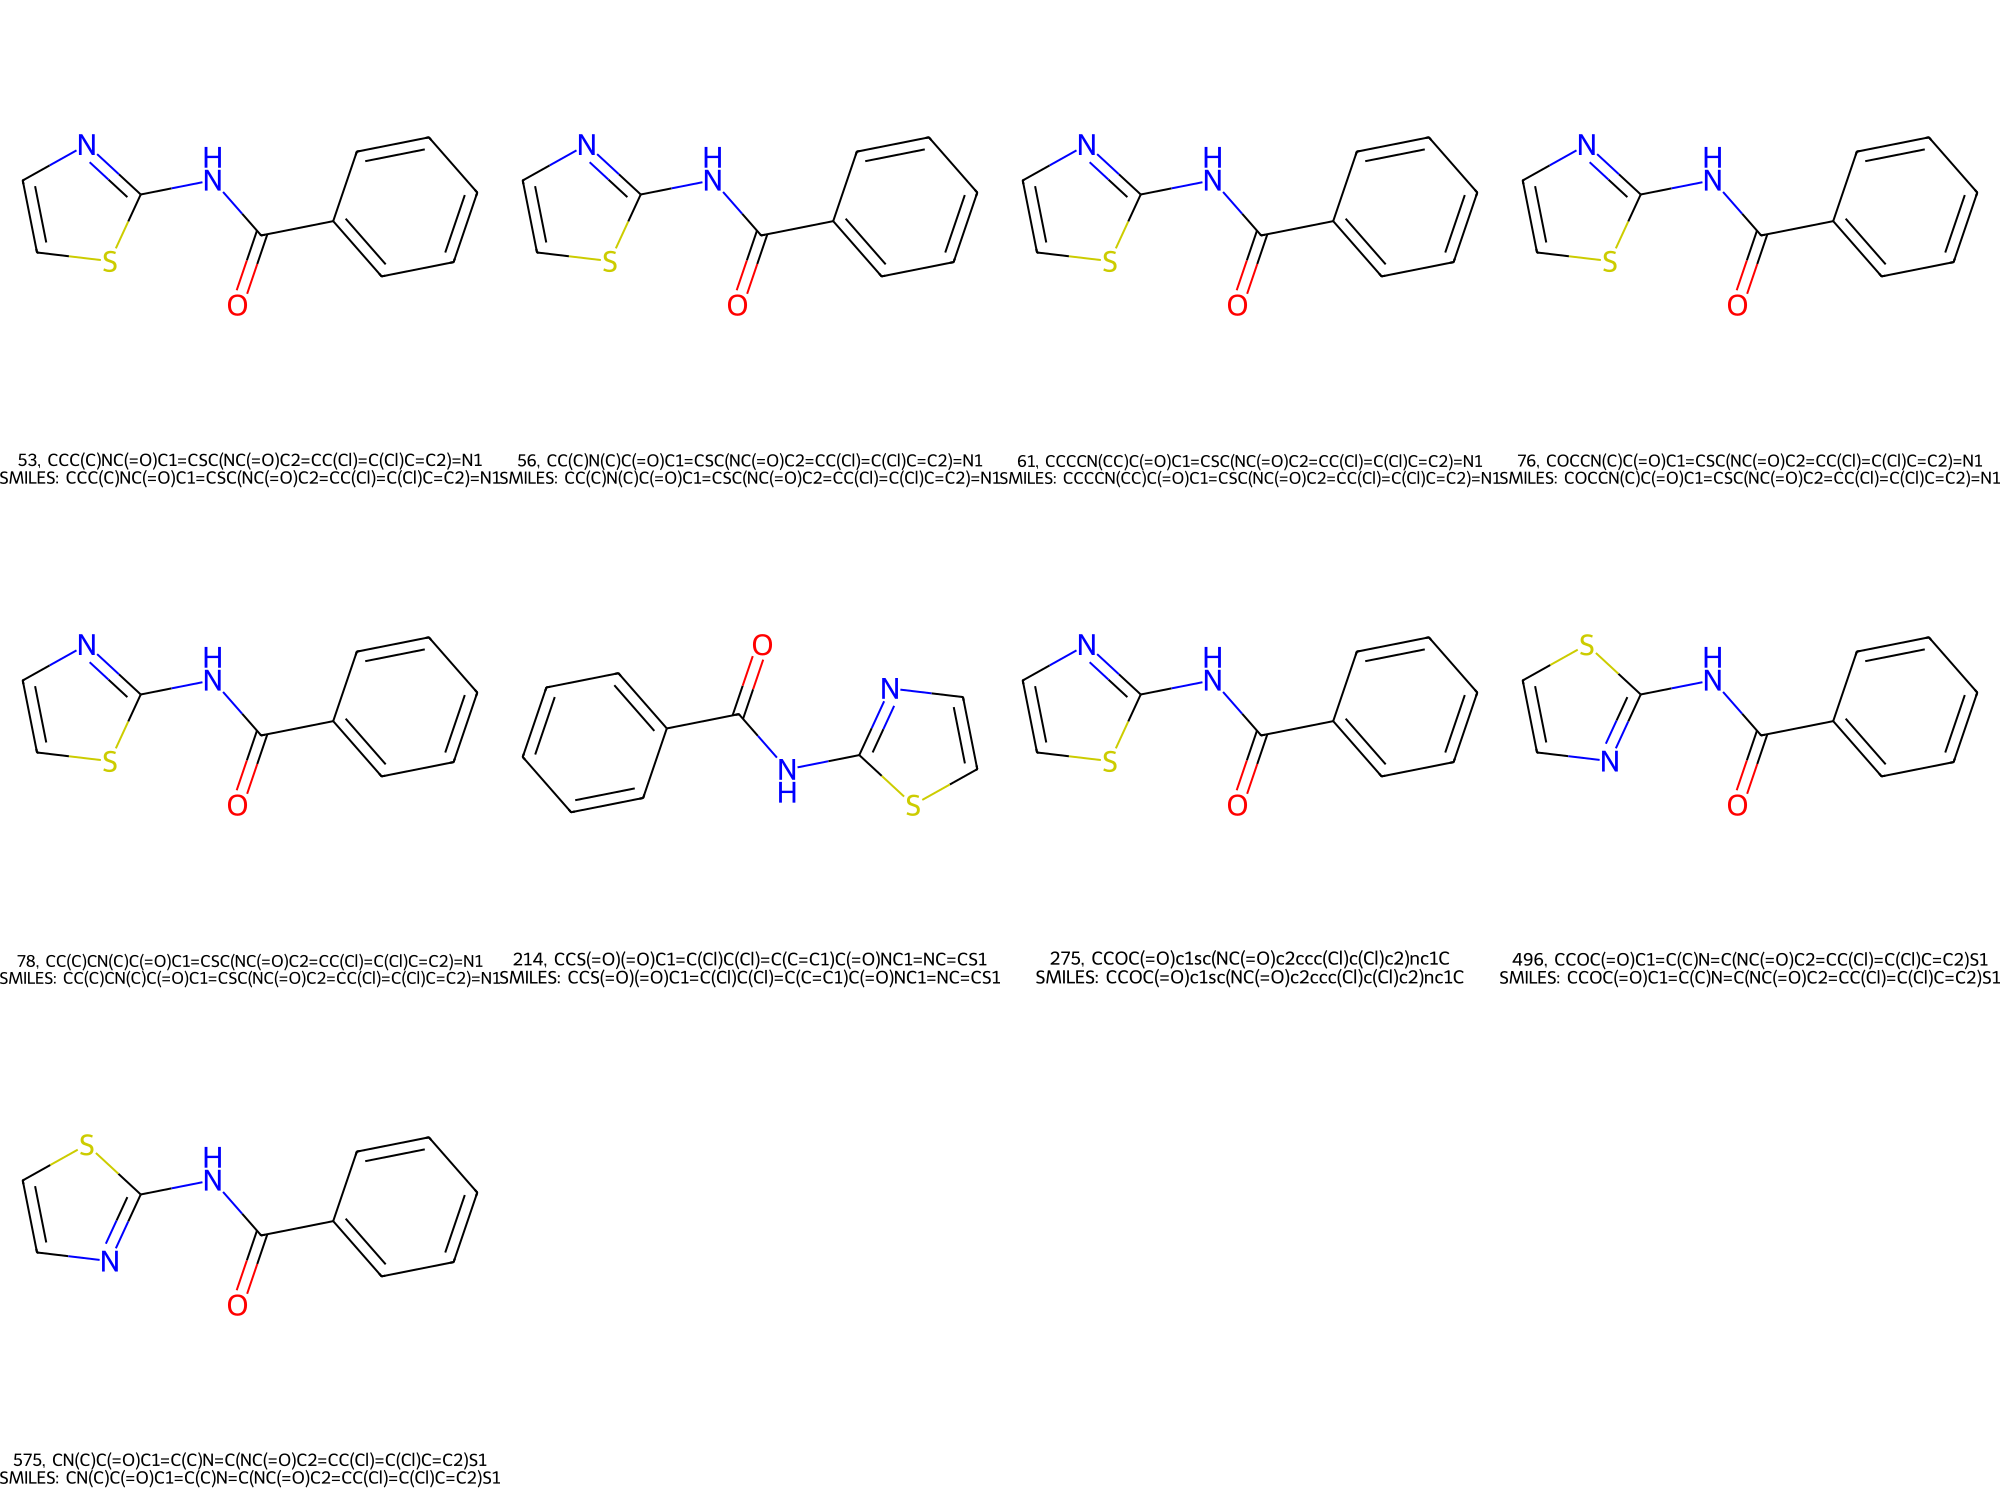 N
H
N
S
O
N
H
N
S
O
N
H
N
S
O
N
H
N
S
O
53, CCC(C)NC(=O)C1=CSC(NC(=O)C2=CC(Cl)=C(Cl)C=C2)=N1
SMILES: CCC(C)NC(=O)C1=CSC(NC(=O)C2=CC(Cl)=C(Cl)C=C2)=N1
56, CC(C)N(C)C(=O)C1=CSC(NC(=O)C2=CC(Cl)=C(Cl)C=C2)=N1
SMILES: CC(C)N(C)C(=O)C1=CSC(NC(=O)C2=CC(Cl)=C(Cl)C=C2)=N1
61, CCCCN(CC)C(=O)C1=CSC(NC(=O)C2=CC(Cl)=C(Cl)C=C2)=N1
SMILES: CCCCN(CC)C(=O)C1=CSC(NC(=O)C2=CC(Cl)=C(Cl)C=C2)=N1
76, COCCN(C)C(=O)C1=CSC(NC(=O)C2=CC(Cl)=C(Cl)C=C2)=N1
SMILES: COCCN(C)C(=O)C1=CSC(NC(=O)C2=CC(Cl)=C(Cl)C=C2)=N1
N
H
N
S
O
O
N
N
H
S
N
H
N
S
O
S
H
N
N
O
78, CC(C)CN(C)C(=O)C1=CSC(NC(=O)C2=CC(Cl)=C(Cl)C=C2)=N1
SMILES: CC(C)CN(C)C(=O)C1=CSC(NC(=O)C2=CC(Cl)=C(Cl)C=C2)=N1
214, CCS(=O)(=O)C1=C(Cl)C(Cl)=C(C=C1)C(=O)NC1=NC=CS1
SMILES: CCS(=O)(=O)C1=C(Cl)C(Cl)=C(C=C1)C(=O)NC1=NC=CS1
275, CCOC(=O)c1sc(NC(=O)c2ccc(Cl)c(Cl)c2)nc1C
SMILES: CCOC(=O)c1sc(NC(=O)c2ccc(Cl)c(Cl)c2)nc1C
496, CCOC(=O)C1=C(C)N=C(NC(=O)C2=CC(Cl)=C(Cl)C=C2)S1
SMILES: CCOC(=O)C1=C(C)N=C(NC(=O)C2=CC(Cl)=C(Cl)C=C2)S1
S
H
N
N
O
575, CN(C)C(=O)C1=C(C)N=C(NC(=O)C2=CC(Cl)=C(Cl)C=C2)S1
SMILES: CN(C)C(=O)C1=C(C)N=C(NC(=O)C2=CC(Cl)=C(Cl)C=C2)S1